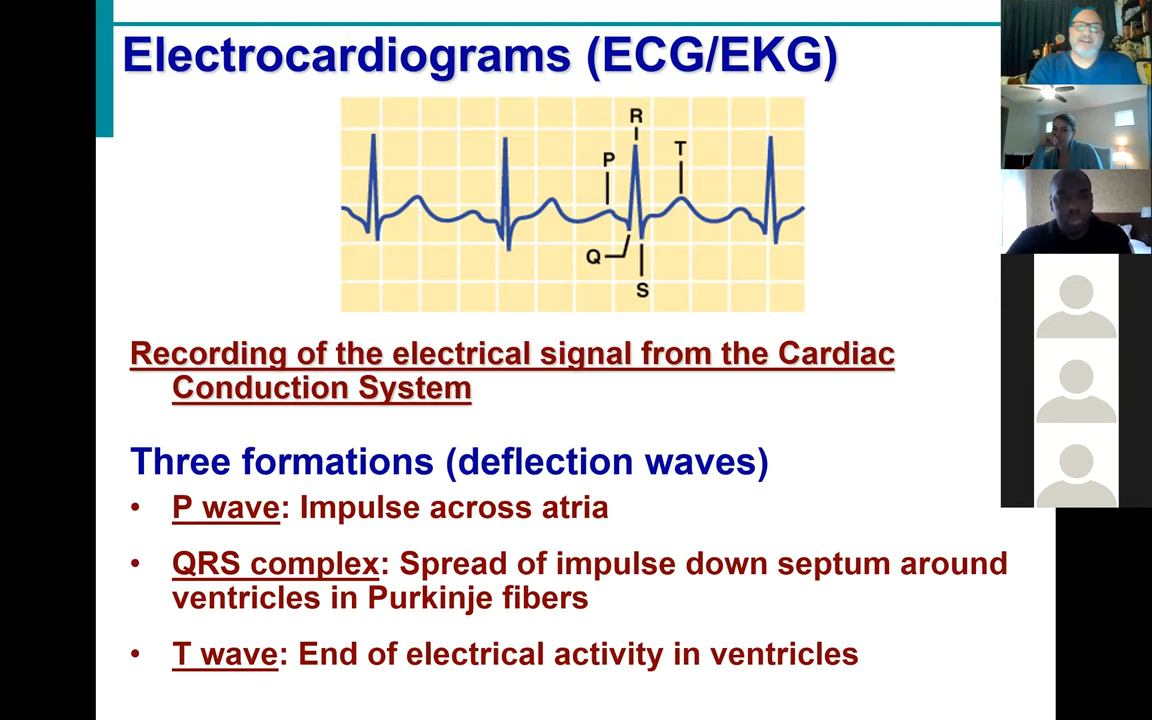 Electrocardiograms (ECG/EKG)
R
P
T
Q
S
Recording of the electrical signal from the Cardiac
Conduction System
Three formations (deflection waves)
• P wave: Impulse across atria
• QRS complex: Spread of impulse down septum around
ventricles in Purkinje fibers
• T wave: End of electrical activity in ventricles